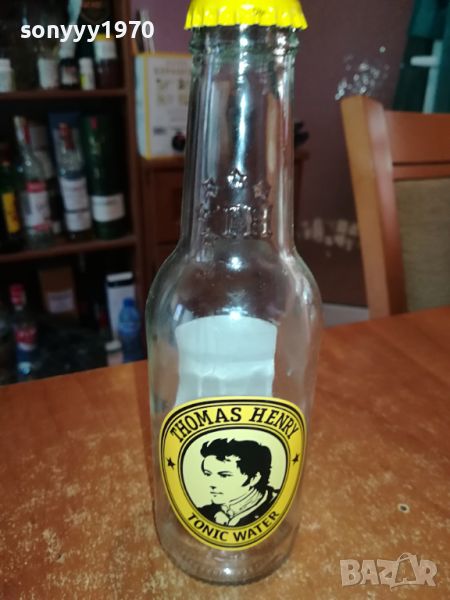 sonyyy1970
THOMAS HENRY
TONIC WATER
BAZAR